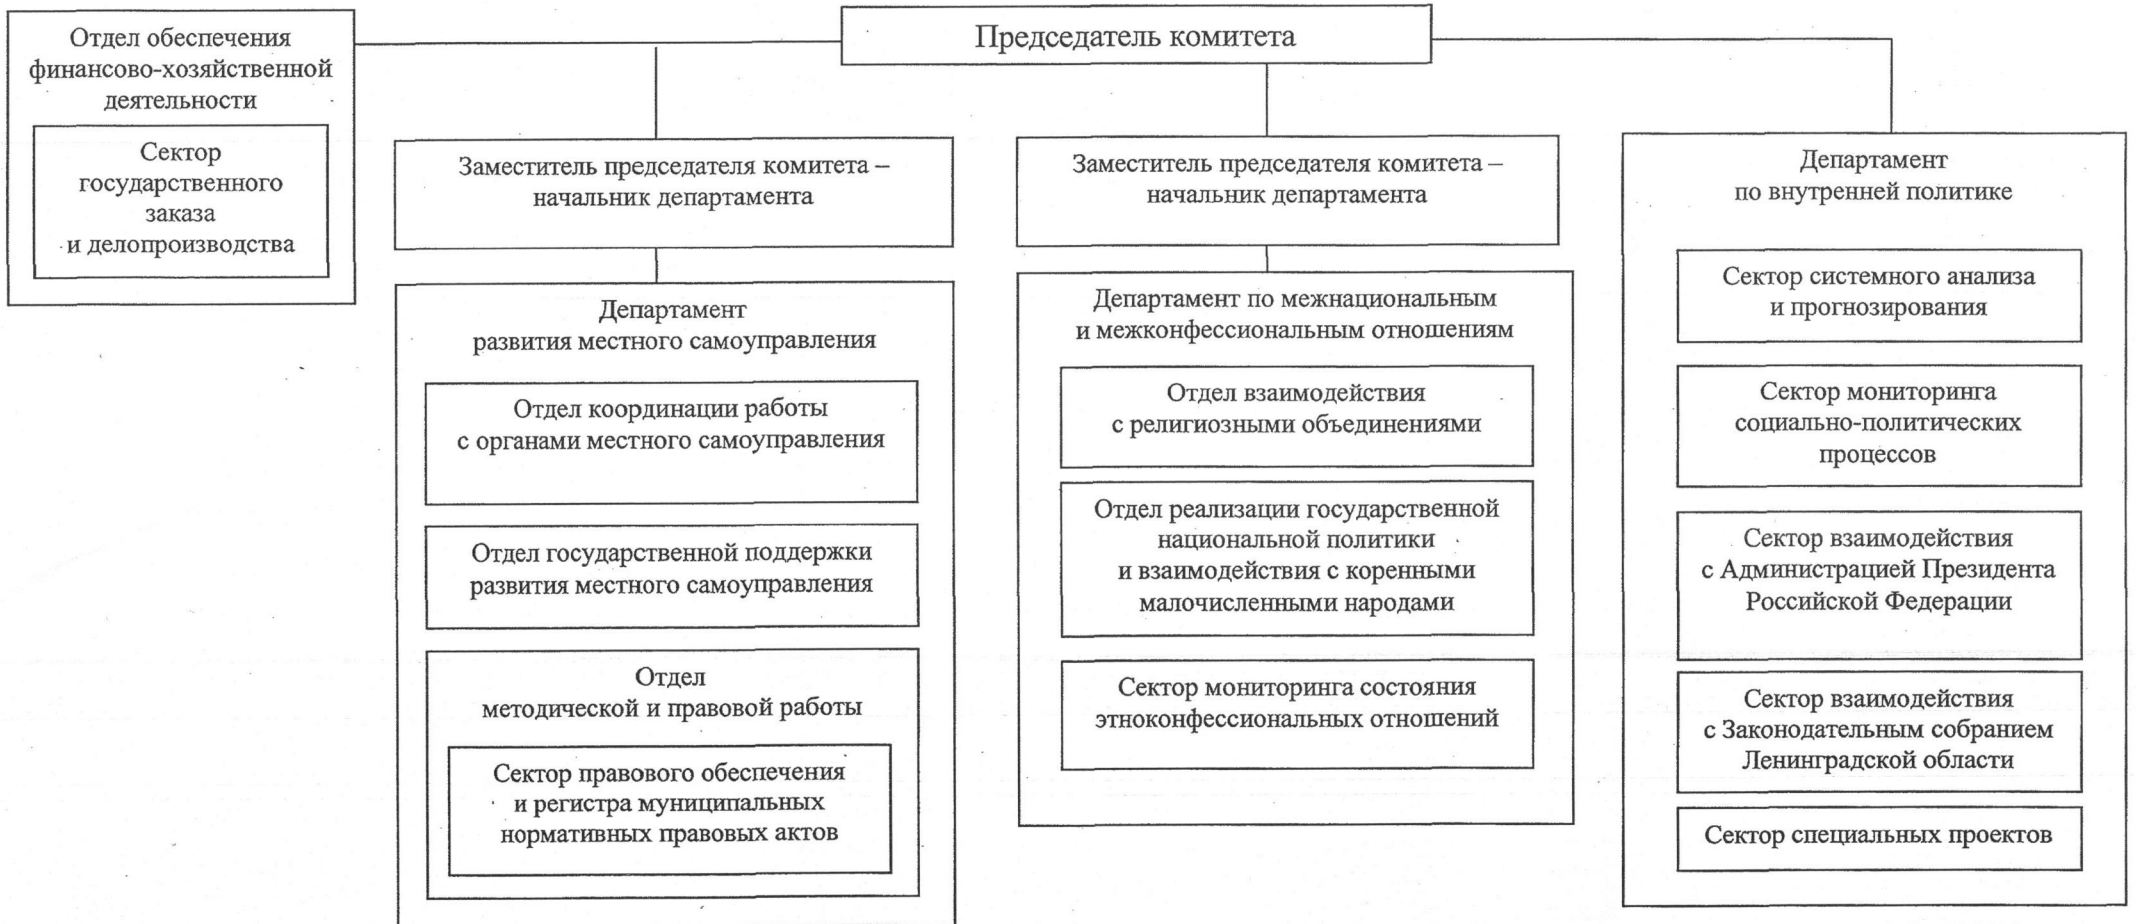 Председатель комитета
Отдел обеспечения
финансово-хозяйственной
деятельности
Сектор
государственного
заказа
и делопроизводства
Заместитель председателя комитета –
начальник департамента
Департамент
развития местного самоуправления
Отдел координации работы
с органами местного самоуправления
Отдел государственной поддержки
развития местного самоуправления
Отдел
методической и правовой работы
Сектор правового обеспечения
и регистра муниципальных
нормативных правовых актов
Заместитель председателя комитета –
начальник департамента
Департамент по межнациональным
и межконфессиональным отношениям
Отдел взаимодействия
с религиозными объединениями
Отдел реализации государственной
национальной политики
и взаимодействия с коренными
малочисленными народами
Сектор мониторинга состояния
этноконфессиональных отношений
Департамент
по внутренней политике
Сектор системного анализа
и прогнозирования
Сектор мониторинга
социально-политических
процессов
Сектор взаимодействия
с Администрацией Президента
Российской Федерации
Сектор взаимодействия
с Законодательным собранием
Ленинградской области
Сектор специальных проектов